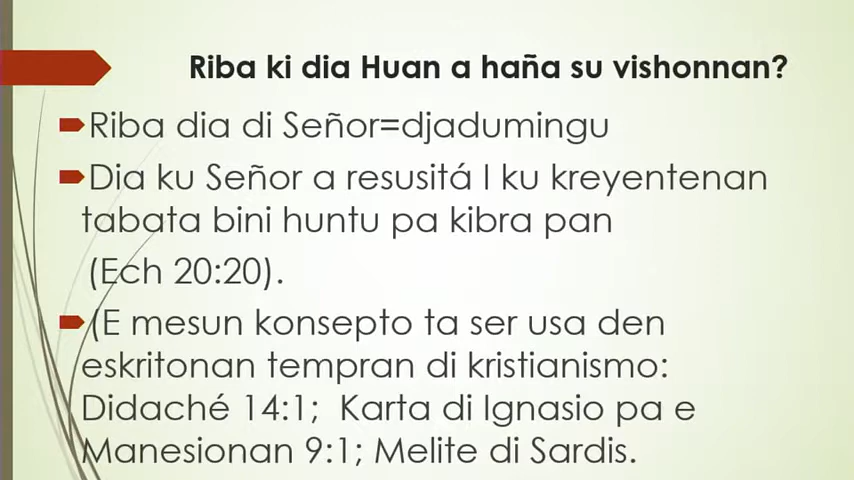 Riba ki dia Huan a haña su vishonnan?
Riba dia di Señor=djadumingu
Dia ku Señor a resusitá I ku kreyentenan
tabata bini huntu pa kibra pan
(Ech 20:20).
(E mesun konsepto ta ser usa den
eskritonan tempran di kristianismo:
Didaché 14:1; Karta di Ignasio pa e
Manesionan 9:1; Melite di Sardis.